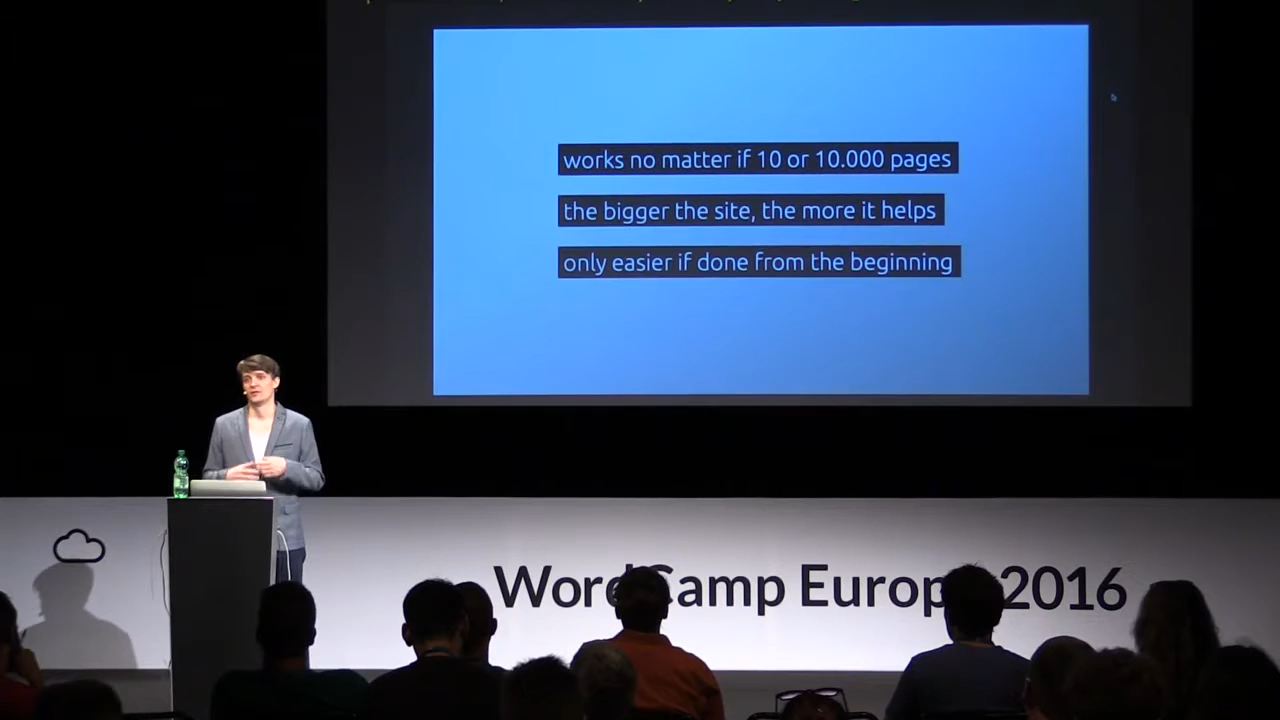 works no matter if 10 or 10.000 pages
the bigger the site, the more it helps
only easier if done from the beginning
WordCamp Europe 2016